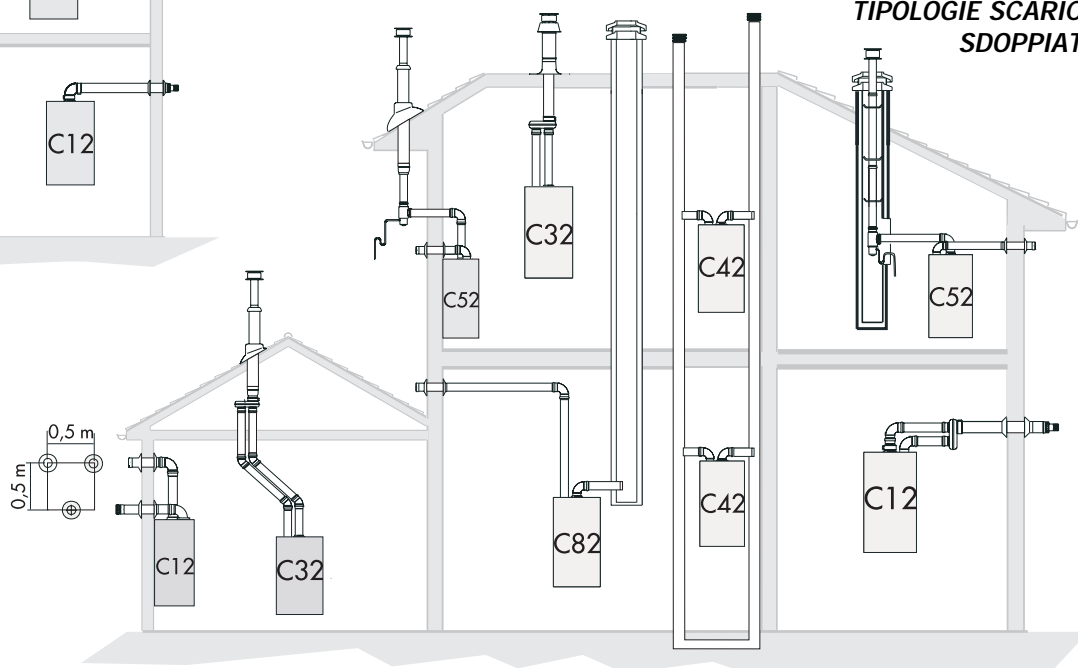 TIPOLOGIE SCARIC
SDOPPIAT
C12
C32
C42
C52
C52
0,5 m
0,5 m
C12
C32
C82
C42
C12